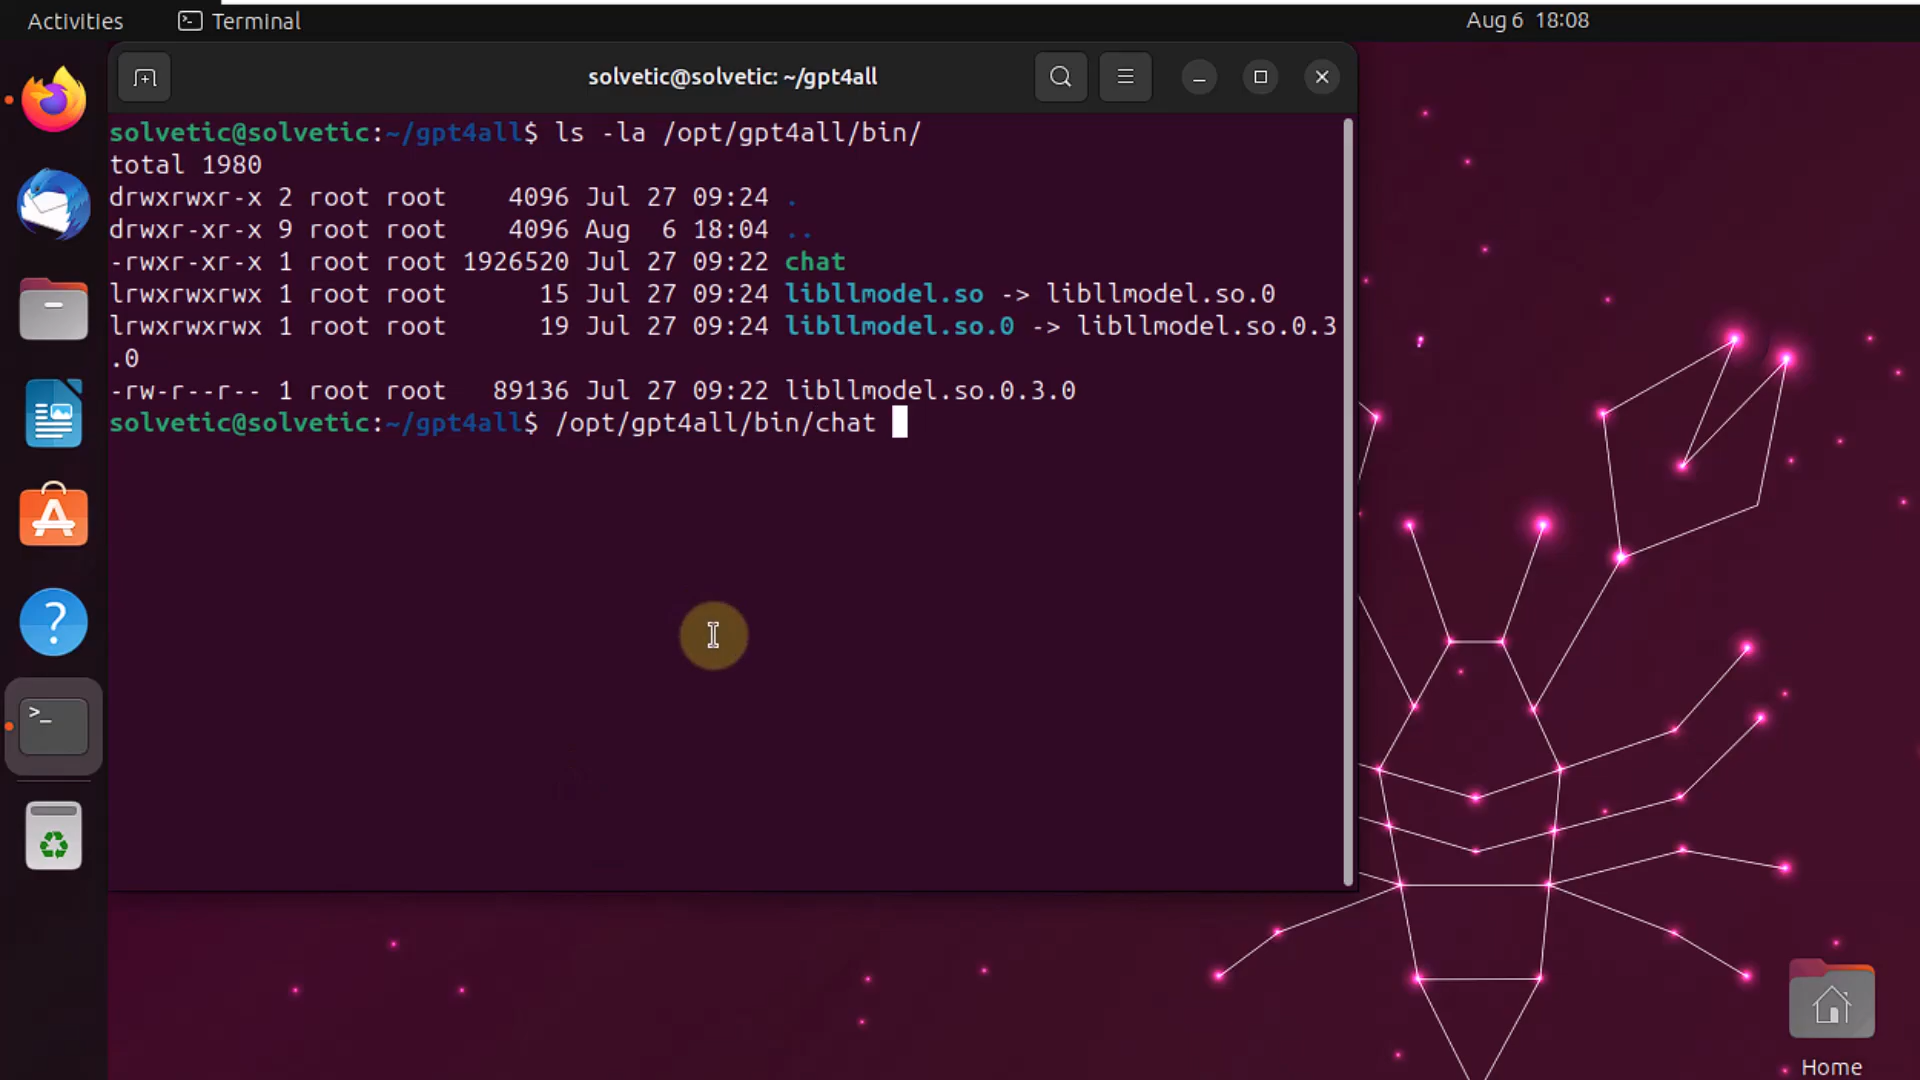 Activities Terminal Aug 6 18:08
solvetic@solvetic: ~/gpt4all
solvetic@solvetic:~/gpt4all$ ls -la /opt/gpt4all/bin/
total 1980
drwxrwxr-x 2 root root 4096 Jul 27 09:24 .
drwxr-xr-x 9 root root 4096 Aug 6 18:04 ..
-rwxr-xr-x 1 root root 1926520 Jul 27 09:22 chat
lrwxrwxrwx 1 root root 15 Jul 27 09:24 libllmodel.so -> libllmodel.so.0
lrwxrwxrwx 1 root root 19 Jul 27 09:24 libllmodel.so.0 -> libllmodel.so.0.3
.0
-rw-r--r-- 1 root root 89136 Jul 27 09:22 libllmodel.so.0.3.0
solvetic@solvetic:~/gpt4all$ /opt/gpt4all/bin/chat
Home